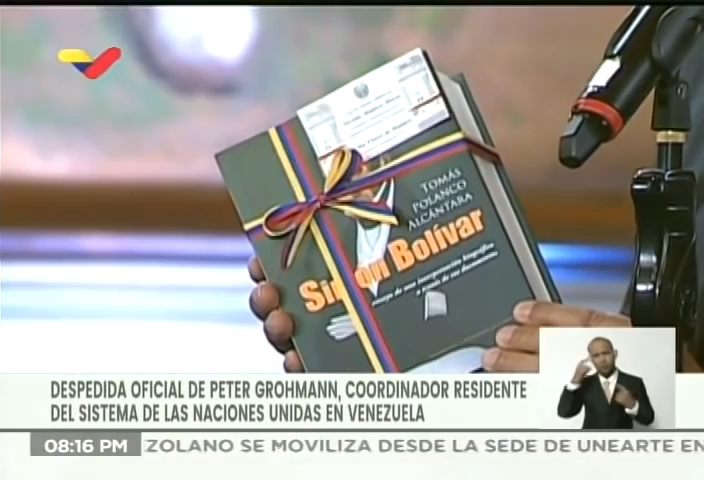 TOMÁS
POLANCO
ALCÁNTARA
Simón Bolívar
ensayo de una interpretación biográfica
a través de sus documentos
DESPEDIDA OFICIAL DE PETER GROHMANN, COORDINADOR RESIDENTE
DEL SISTEMA DE LAS NACIONES UNIDAS EN VENEZUELA
08:16 PM ZOLANO SE MOVILIZA DESDE LA SEDE DE UNEARTE EN